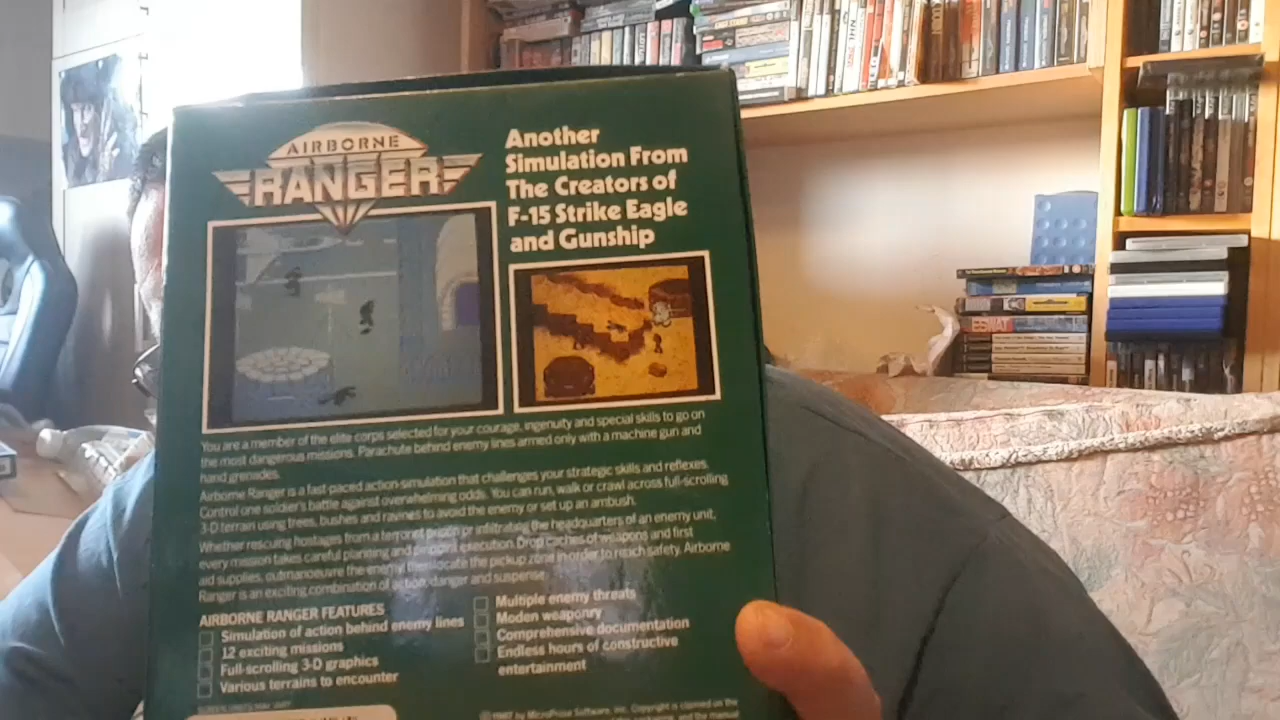 AIRBORNE
RANGER
Another
Simulation From
The Creators of
F-15 Strike Eagle
and Gunship
You are a member of the elite corps selected for your courage, ingenuity and special skills to go on
the most dangerous missions. Parachute behind enemy lines armed only with a machine gun and
hand grenades.
Airborne Ranger is a fast-paced action-simulation that challenges your strategic skills and reflexes.
Control one soldier's battle against overwhelming odds. You can run, walk or crawl across full-scrolling
3-D terrain using trees, bushes and ravines to avoid the enemy or set up an ambush.
Whether rescuing hostages from a terrorist prison or infiltrating the headquarters of an enemy unit,
every mission takes careful planning and execution. Drop caches of weapons and first
aid supplies, outmanoeuvre the enemy then locate the pickup zone in order to reach safety. Airborne
Ranger is an exciting combination of action, danger and suspense.
AIRBORNE RANGER FEATURES
Simulation of action behind enemy lines
12 exciting missions
Full-scrolling 3-D graphics
Various terrains to encounter
Multiple enemy threats
Moden weaponry
Comprehensive documentation
Endless hours of constructive
entertainment
© 1987 by MicroProse Software, Inc. Copyright is claimed on the
ESWAT